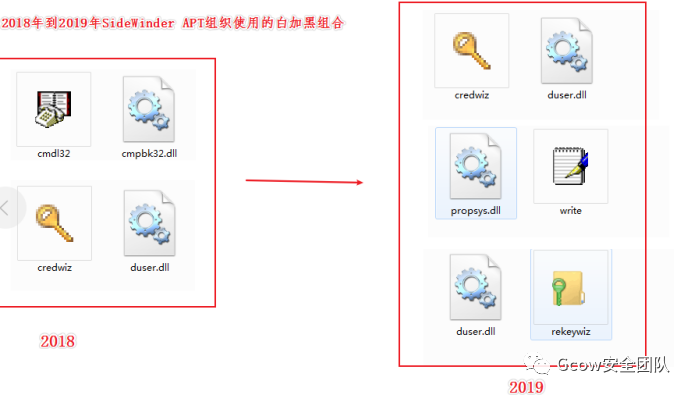 2018年到2019年SideWinder APT组织使用的白加黑组合
cmdl32
cmpbk32.dll
credwiz
duser.dll
2018
credwiz
duser.dll
propsys.dll
write
duser.dll
rekeywiz
2019
Gcow安全团队